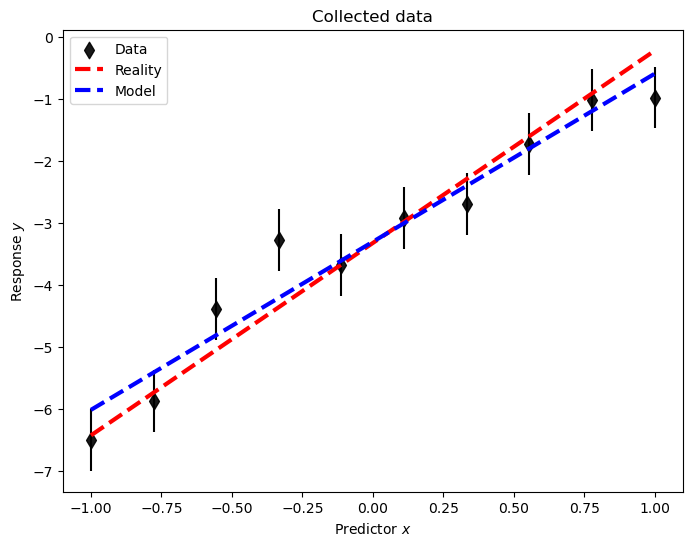 Collected data
Data
Reality
Model
0
−1
−2
−3
−4
−5
−6
−7
Response y
−1.00 −0.75 −0.50 −0.25 0.00 0.25 0.50 0.75 1.00
Predictor x